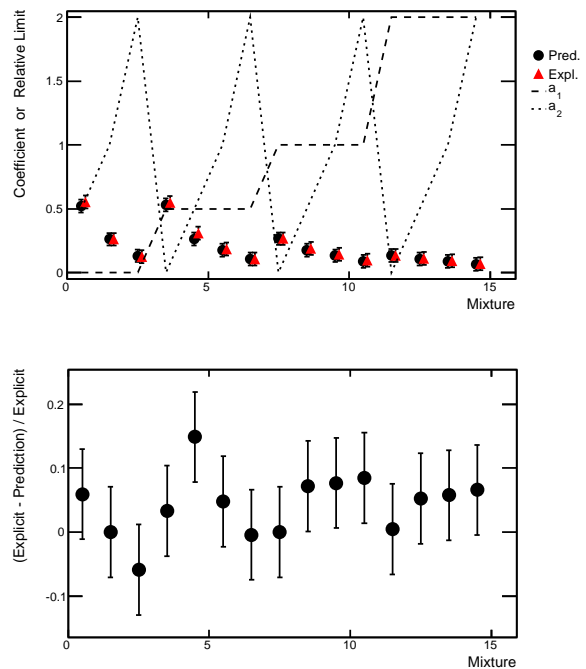 Coefficient or Relative Limit
2
1.5
1
0.5
0
0 5 10 15
Mixture
Pred.
Expl.
a1
a2
(Explicit - Prediction) / Explicit
0.2
0.1
0
-0.1
0 5 10 15
Mixture